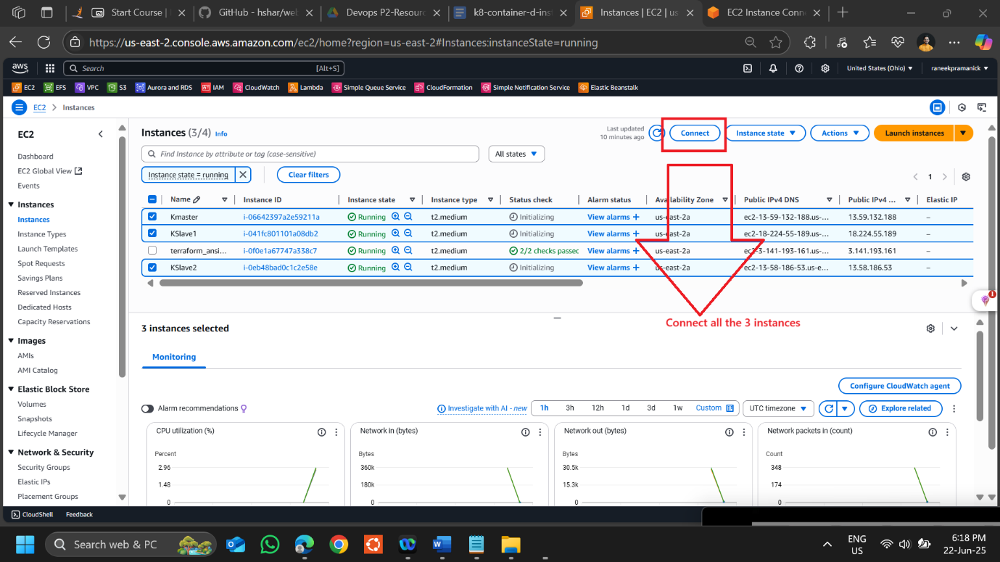 Start Course |
GitHub - hshar/web
Devops P2-Resourc
k8-container-d-inst
Instances | EC2 | us
EC2 Instance Conne
https://us-east-2.console.aws.amazon.com/ec2/home?region=us-east-2#Instances:instanceState=running
aws
Search [Alt+S]
United States (Ohio)
raneekpramanick
EC2 EFS VPC S3 Aurora and RDS IAM CloudWatch Lambda Simple Queue Service CloudFormation Simple Notification Service Elastic Beanstalk
EC2 > Instances
EC2
Dashboard
EC2 Global View
Events
Instances
Instances
Instance Types
Launch Templates
Spot Requests
Savings Plans
Reserved Instances
Dedicated Hosts
Capacity Reservations
Images
AMIs
AMI Catalog
Elastic Block Store
Volumes
Snapshots
Lifecycle Manager
Network & Security
Security Groups
Elastic IPs
Placement Groups
Instances (3/4) Info
Last updated
10 minutes ago
Connect
Instance state
Actions
Launch instances
Find Instance by attribute or tag (case-sensitive)
All states
Instance state = running
Clear filters
1
Name Instance ID Instance state Instance type Status check Alarm status Availability Zone Public IPv4 DNS Public IPv4 ... Elastic IP
Kmaster i-06642397a2e59211a Running t2.medium Initializing View alarms + us-east-2a ec2-13-59-132-188.us-... 13.59.132.188 –
KSlave1 i-041fc801101a08db2 Running t2.medium Initializing View alarms + us-east-2a ec2-18-224-55-189.us-... 18.224.55.189 –
terraform_ansi... i-0f0e1a67747a338c7 Running t2.medium 2/2 checks passed View alarms + us-east-2a ec2-3-141-193-161.us-... 3.141.193.161 –
KSlave2 i-0eb48bad0c1c2e58e Running t2.medium Initializing View alarms + us-east-2a ec2-13-58-186-53.us-e... 13.58.186.53 –
Connect all the 3 instances
3 instances selected
Monitoring
Configure CloudWatch agent
Alarm recommendations
Investigate with AI - new
1h 3h 12h 1d 3d 1w Custom
UTC timezone
Explore related
CPU utilization (%)
Percent
2.96
1.48
0
Network in (bytes)
Bytes
360k
180k
0
Network out (bytes)
Bytes
30.5k
15.3k
0
Network packets in (count)
Count
348
174
0
1
CloudShell Feedback
Search web & PC
ENG
US
6:18 PM
22-Jun-25